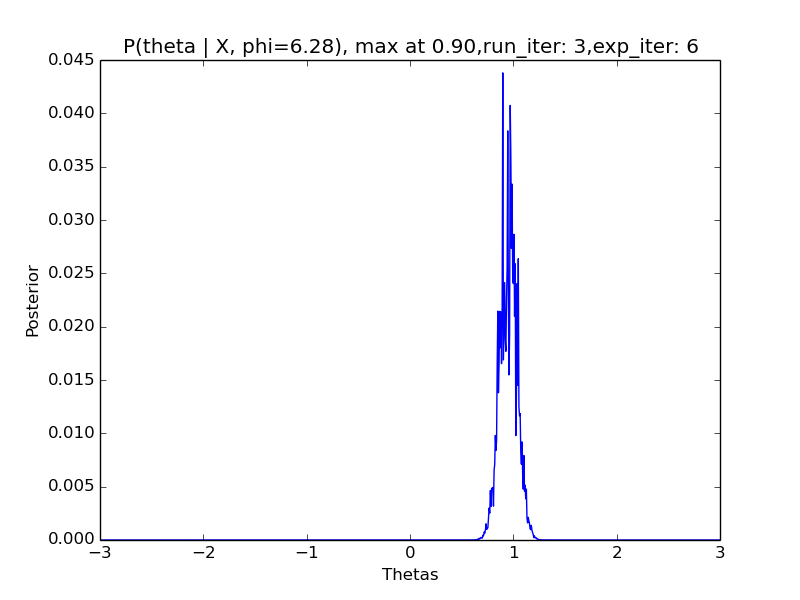 P(theta | X, phi=6.28), max at 0.90,run_iter: 3,exp_iter: 6
0.045
0.040
0.035
0.030
0.025
0.020
0.015
0.010
0.005
0.000
Posterior
−3 −2 −1 0 1 2 3
Thetas